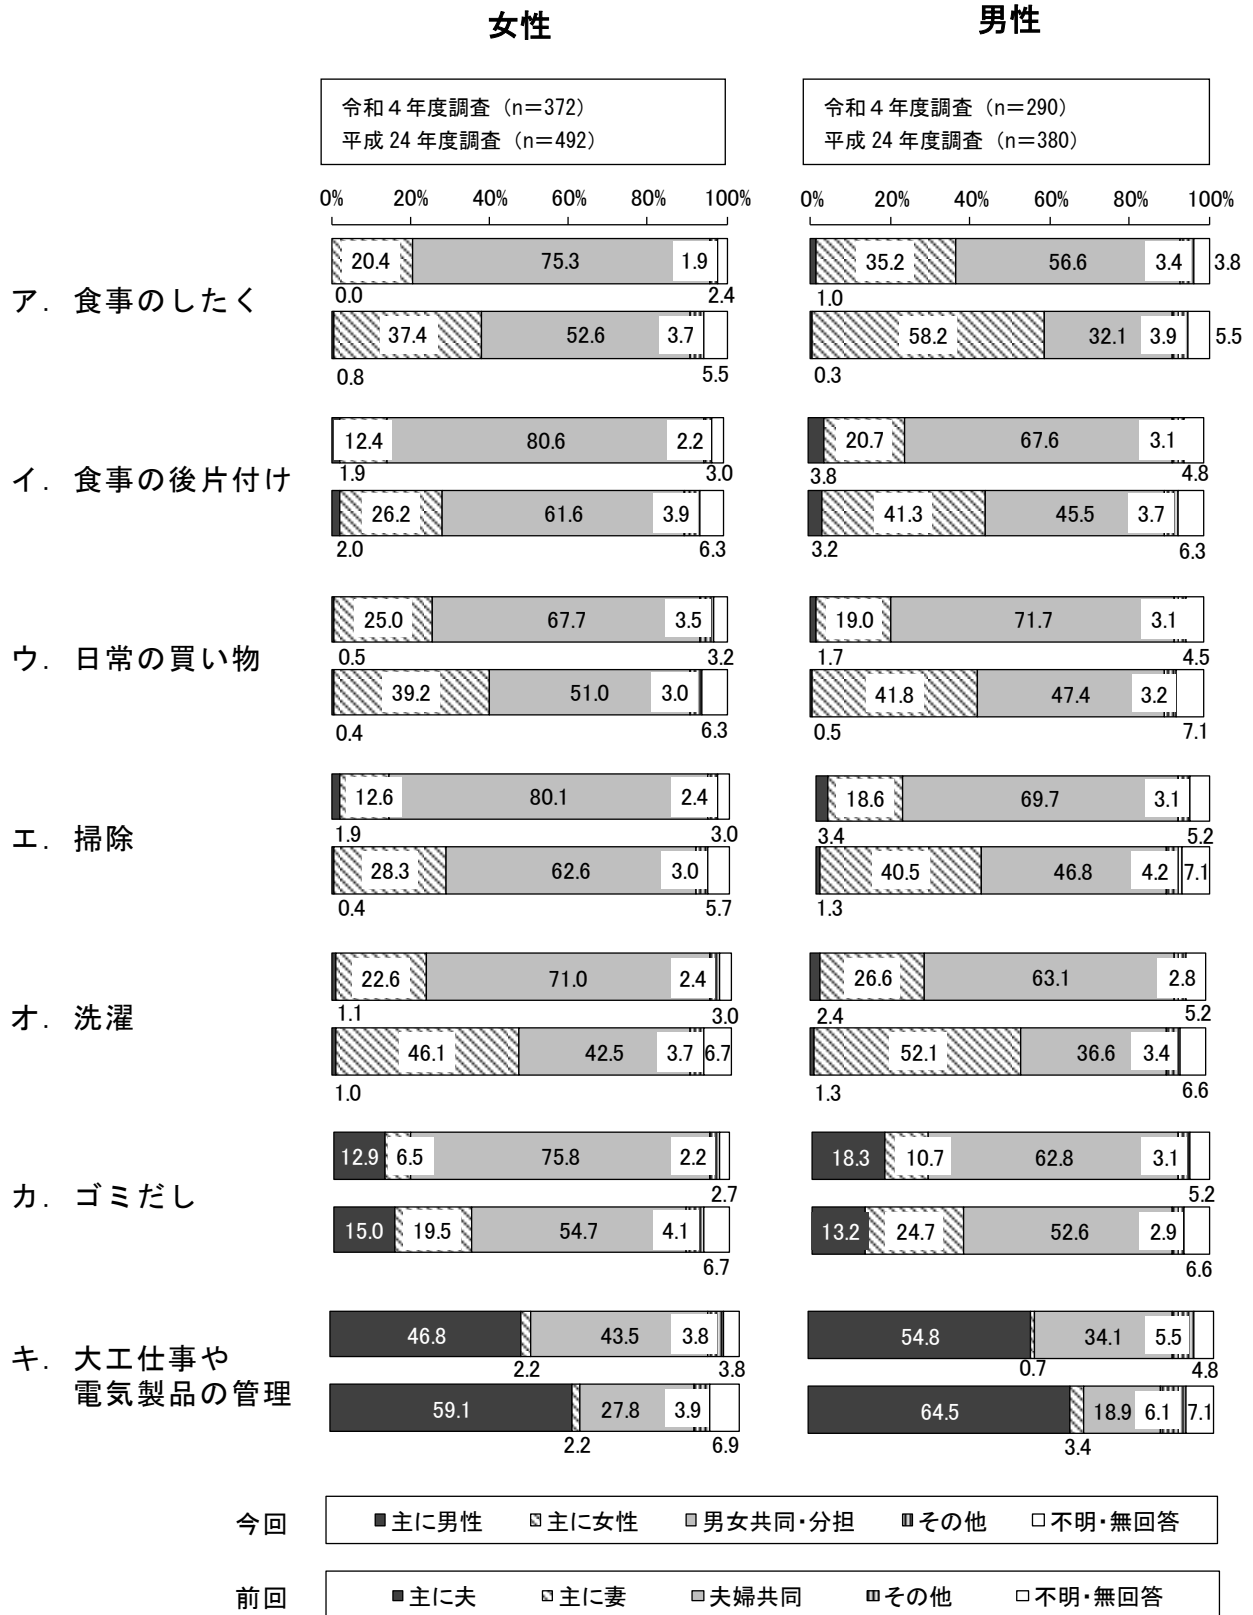 女性 男性
令和４年度調査（n＝372） 令和４年度調査（n＝290）
平成 24 年度調査（n＝492） 平成 24 年度調査（n＝380）
0% 20% 40% 60% 80% 100% 0% 20% 40% 60% 80% 100%
ア．食事のしたく
20.4 75.3 1.9 35.2 56.6 3.4 3.8
0.0 2.4 1.0
37.4 52.6 3.7 58.2 32.1 3.9 5.5
0.8 5.5 0.3
イ．食事の後片付け
12.4 80.6 2.2 20.7 67.6 3.1
1.9 3.0 3.8 4.8
26.2 61.6 3.9 41.3 45.5 3.7
2.0 6.3 3.2 6.3
ウ．日常の買い物
25.0 67.7 3.5 19.0 71.7 3.1
0.5 3.2 1.7 4.5
39.2 51.0 3.0 41.8 47.4 3.2
0.4 6.3 0.5 7.1
エ．掃除
12.6 80.1 2.4 18.6 69.7 3.1
1.9 3.0 3.4 5.2
28.3 62.6 3.0 40.5 46.8 4.2 7.1
0.4 5.7 1.3
オ．洗濯
22.6 71.0 2.4 26.6 63.1 2.8
1.1 3.0 2.4 5.2
46.1 42.5 3.7 6.7 52.1 36.6 3.4
1.0 1.3 6.6
カ．ゴミだし
12.9 6.5 75.8 2.2 18.3 10.7 62.8 3.1
2.7 5.2
15.0 19.5 54.7 4.1 13.2 24.7 52.6 2.9
6.7 6.6
キ．大工仕事や
電気製品の管理
46.8 43.5 3.8 54.8 34.1 5.5
2.2 3.8 0.7 4.8
59.1 27.8 3.9 64.5 18.9 6.1 7.1
2.2 6.9 3.4
今回 主に男性 主に女性 男女共同・分担 その他 不明・無回答
前回 主に夫 主に妻 夫婦共同 その他 不明・無回答